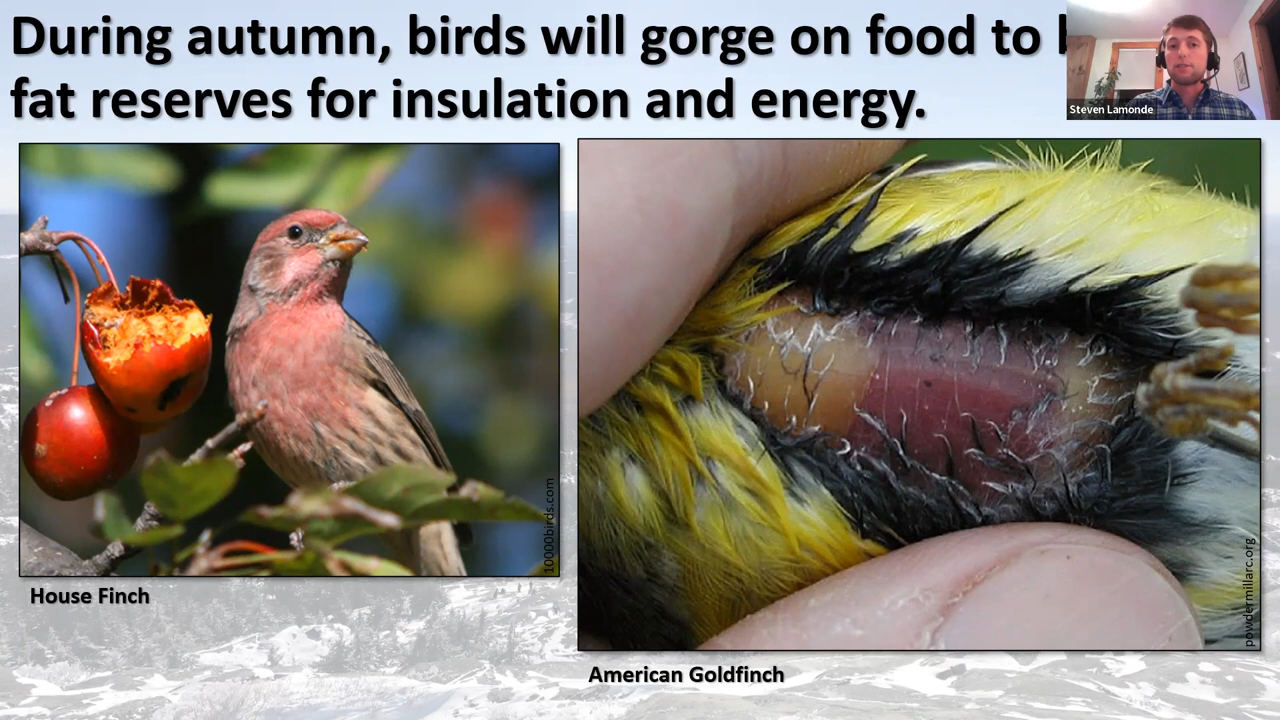 During autumn, birds will gorge on food to
fat reserves for insulation and energy.
Steven Lamonde
10000birds.com
House Finch
powdermillarc.org
American Goldfinch